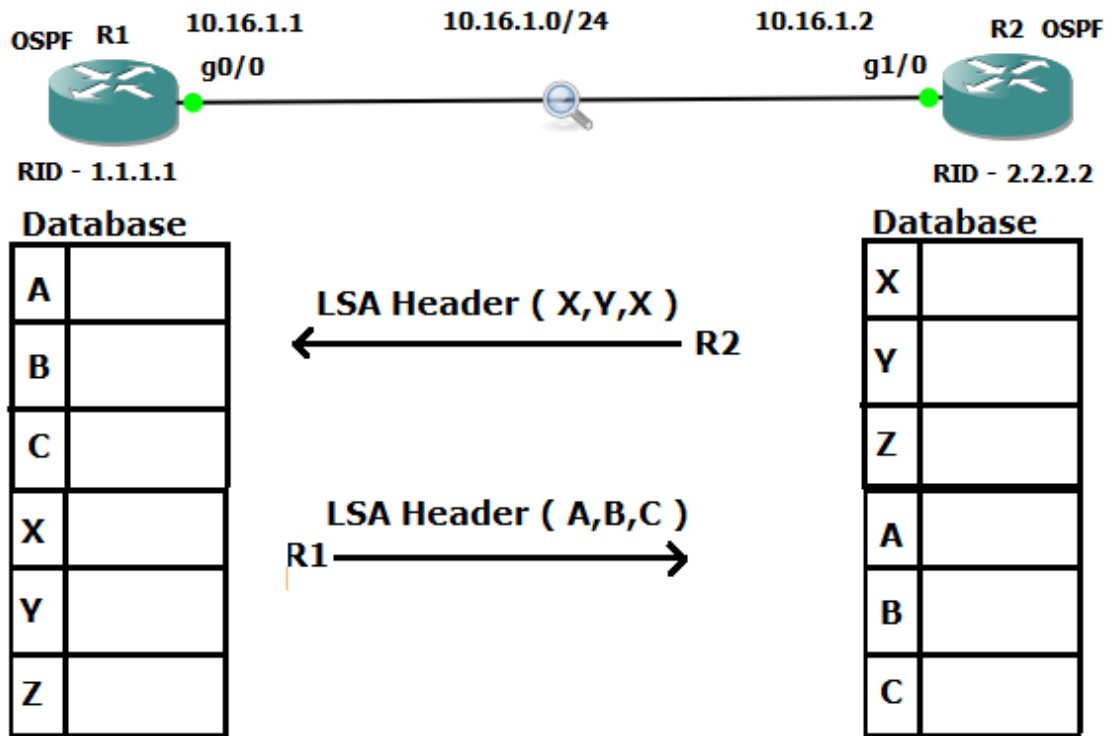 10.16.1.1 10.16.1.0/24 10.16.1.2
OSPF R1 R2 OSPF
g0/0 g1/0
RID - 1.1.1.1 RID - 2.2.2.2
Database Database
A X
LSA Header ( X,Y,X )
R2
B Y
C Z
LSA Header ( A,B,C )
X A
R1
Y B
Z C